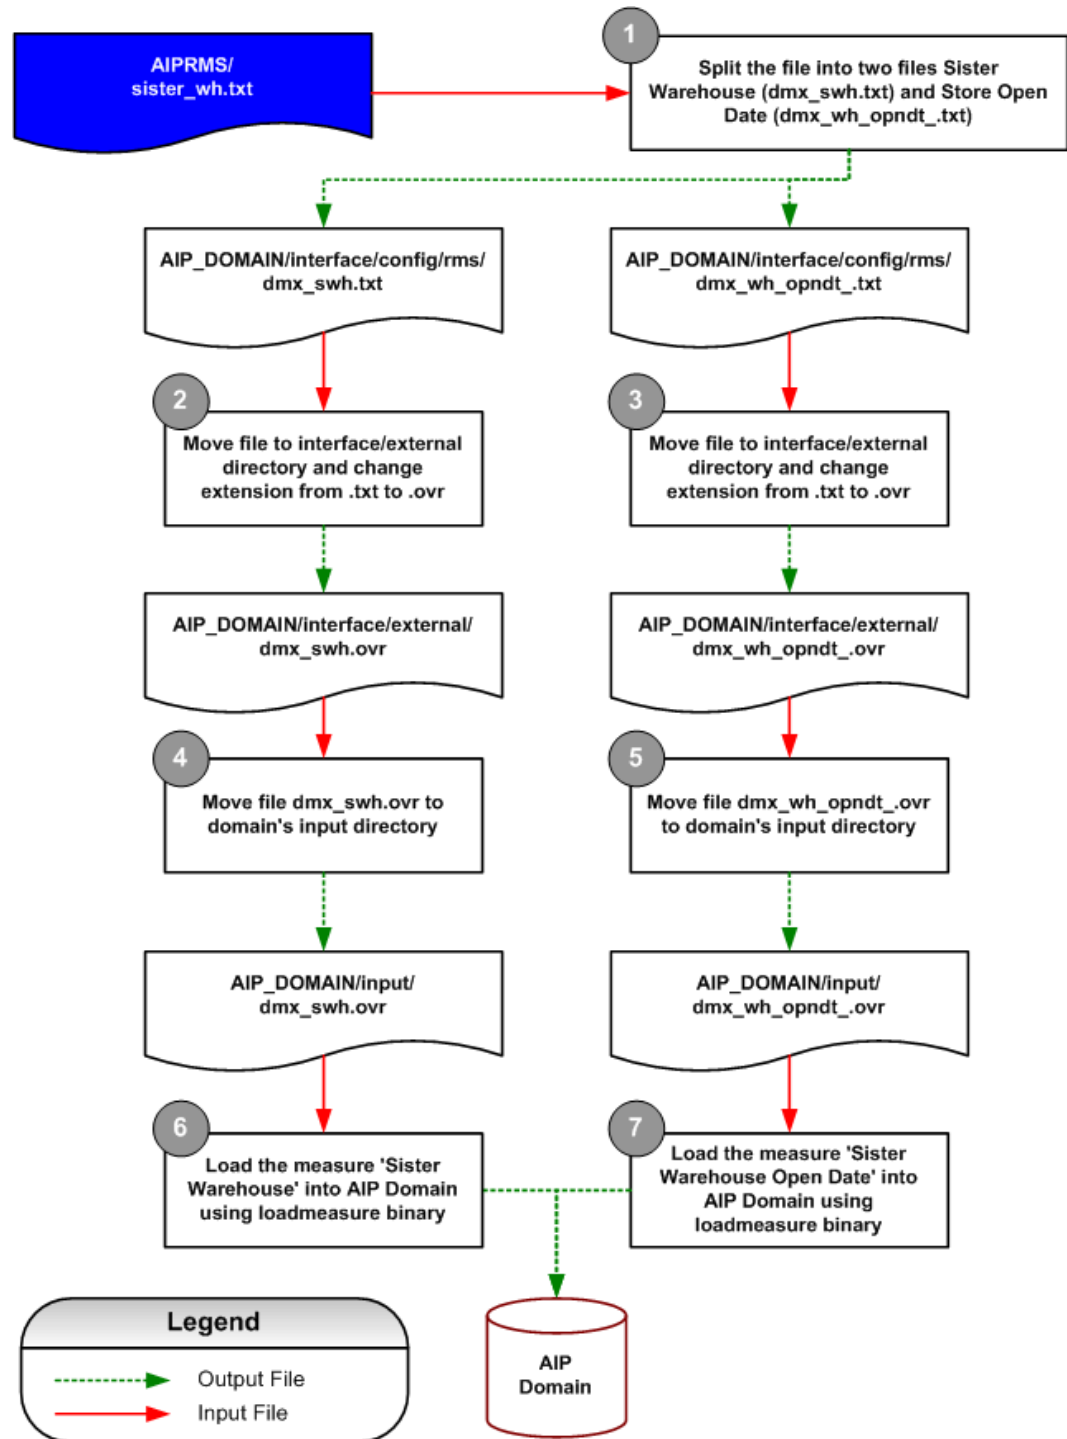 AIPRMS/
sister_wh.txt
1
Split the file into two files Sister
Warehouse (dmx_swh.txt) and Store Open
Date (dmx_wh_opndt_.txt)
AIP_DOMAIN/interface/config/rms/
dmx_swh.txt
AIP_DOMAIN/interface/config/rms/
dmx_wh_opndt_.txt
2
Move file to interface/external
directory and change
extension from .txt to .ovr
3
Move file to interface/external
directory and change
extension from .txt to .ovr
AIP_DOMAIN/interface/external/
dmx_swh.ovr
AIP_DOMAIN/interface/external/
dmx_wh_opndt_.ovr
4
Move file dmx_swh.ovr to
domain's input directory
5
Move file dmx_wh_opndt_.ovr
to domain's input directory
AIP_DOMAIN/input/
dmx_swh.ovr
AIP_DOMAIN/input/
dmx_wh_opndt_.ovr
6
Load the measure 'Sister
Warehouse' into AIP Domain
using loadmeasure binary
7
Load the measure 'Sister
Warehouse Open Date' into
AIP Domain using
loadmeasure binary
Legend
Output File
Input File
AIP
Domain